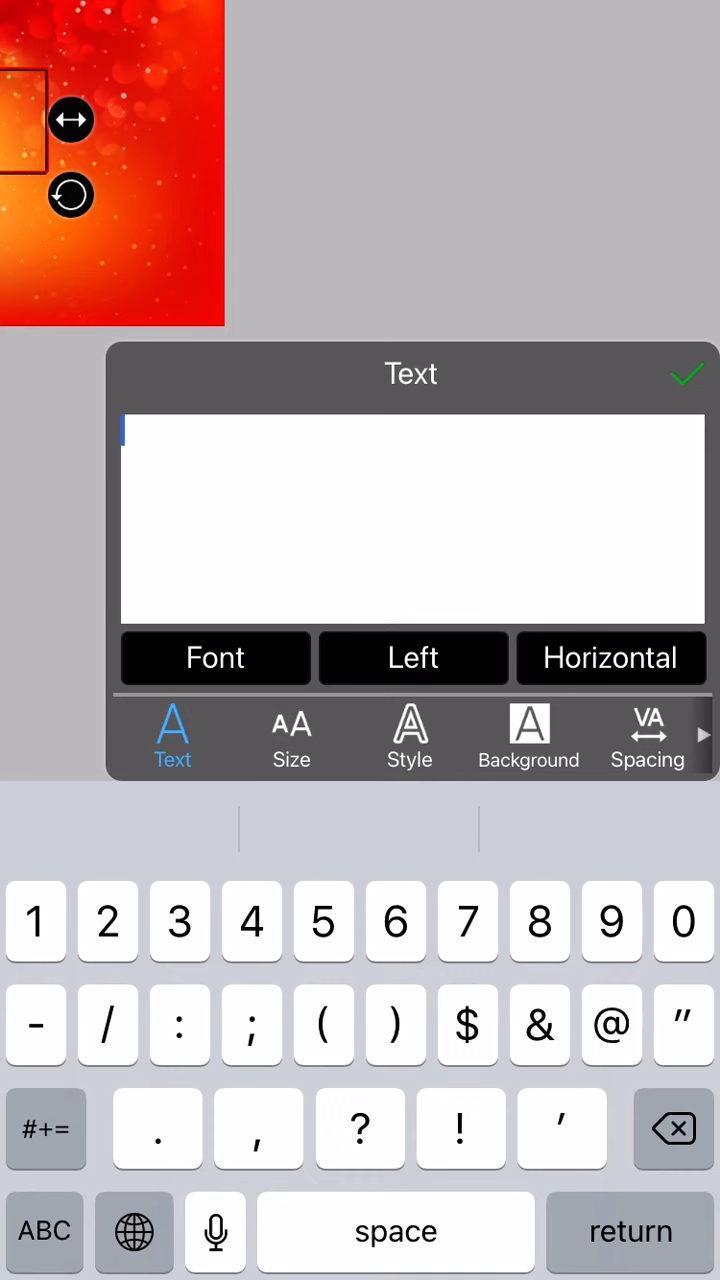 Text
Font Left Horizontal
Text Size Style Background Spacing
1 2 3 4 5 6 7 8 9 0
- / : ; ( ) $ & @ "
#+= . , ? ! '
ABC space return